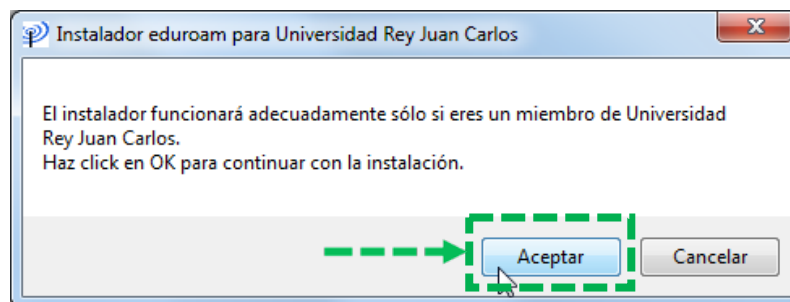 Instalador eduroam para Universidad Rey Juan Carlos
El instalador funcionará adecuadamente sólo si eres un miembro de Universidad
Rey Juan Carlos.
Haz click en OK para continuar con la instalación.
Aceptar
Cancelar